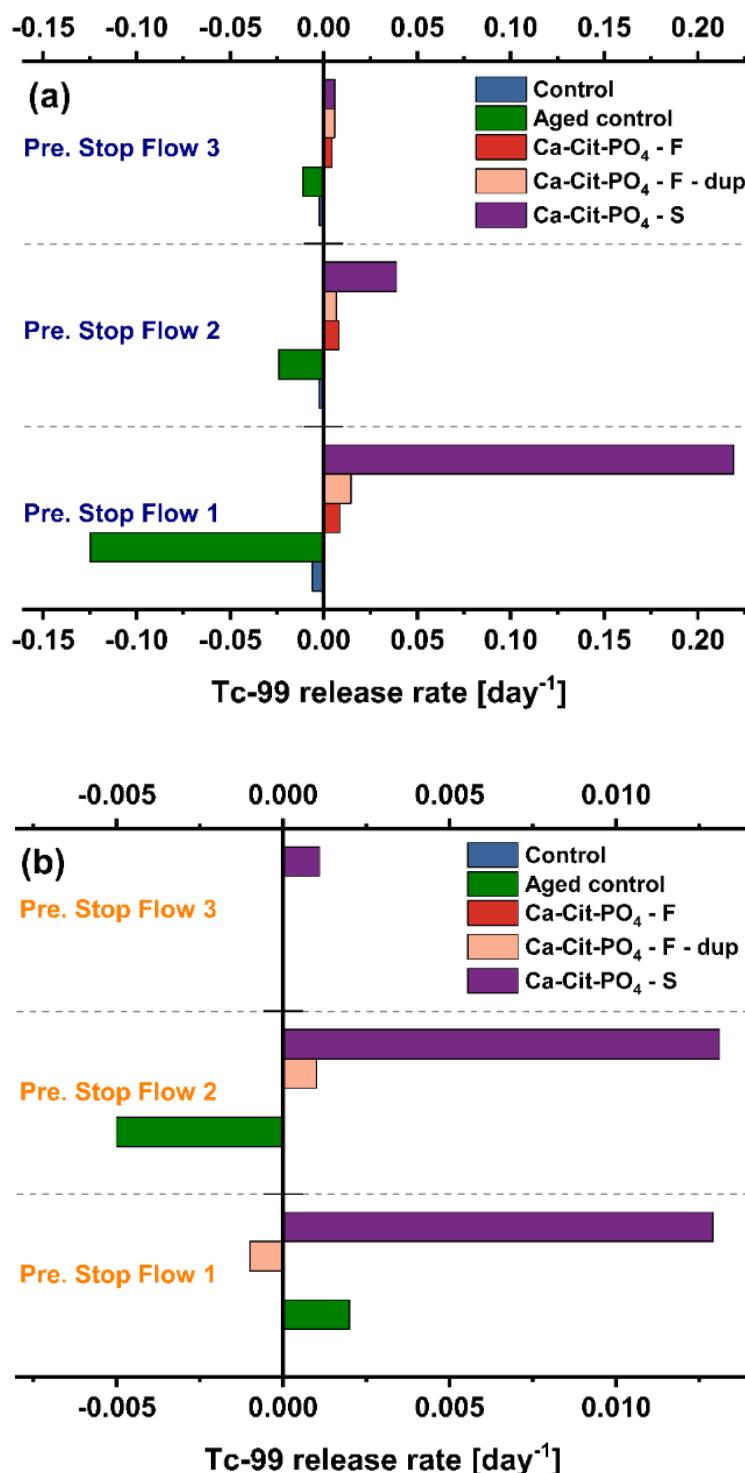 -0.15 -0.10 -0.05 0.00 0.05 0.10 0.15 0.20
(a)
Control
Aged control
Ca-Cit-PO₄ - F
Ca-Cit-PO₄ - F - dup
Ca-Cit-PO₄ - S
Pre. Stop Flow 3
Pre. Stop Flow 2
Pre. Stop Flow 1
-0.15 -0.10 -0.05 0.00 0.05 0.10 0.15 0.20
Tc-99 release rate [day⁻¹]
-0.005 0.000 0.005 0.010
(b)
Control
Aged control
Ca-Cit-PO₄ - F
Ca-Cit-PO₄ - F - dup
Ca-Cit-PO₄ - S
Pre. Stop Flow 3
Pre. Stop Flow 2
Pre. Stop Flow 1
-0.005 0.000 0.005 0.010
Tc-99 release rate [day⁻¹]